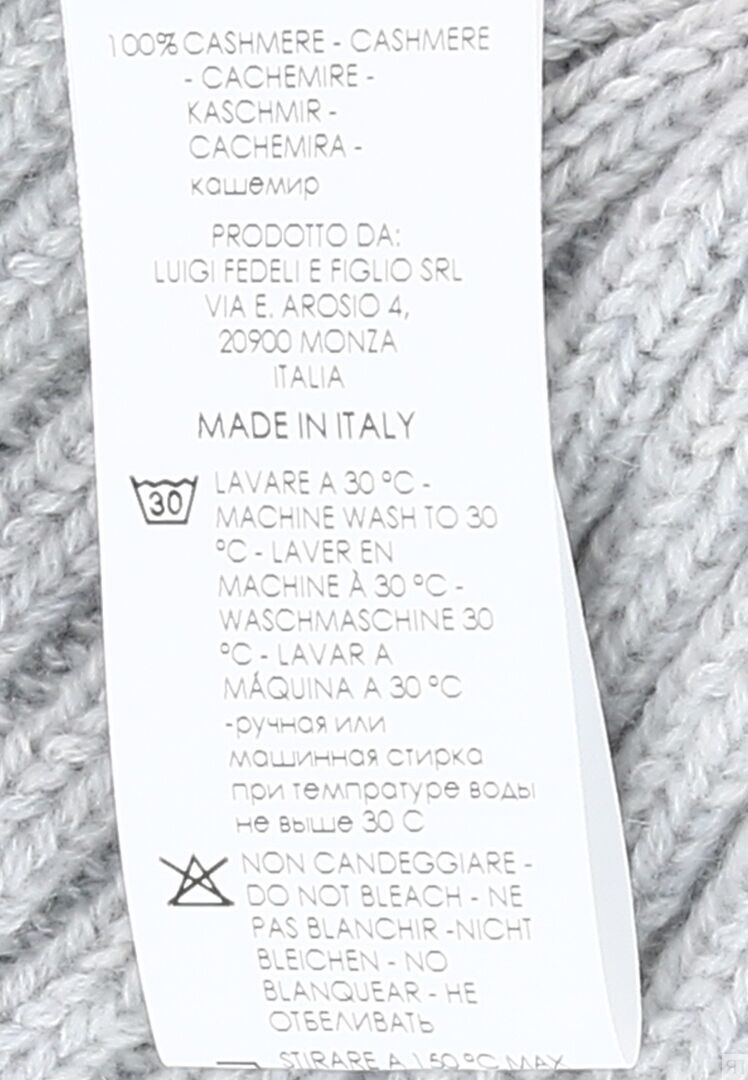 100% CASHMERE - CASHMERE
- CACHEMIRE -
KASCHMIR -
CACHEMIRA -
кашемир
PRODOTTO DA:
LUIGI FEDELI E FIGLIO SRL
VIA E. AROSIO 4,
20900 MONZA
ITALIA
MADE IN ITALY
30
LAVARE A 30 °C -
MACHINE WASH TO 30
°C - LAVER EN
MACHINE À 30 °C -
WASCHMASCHINE 30
°C - LAVAR A
MÁQUINA A 30 °C
-ручная или
машинная стирка
при темпратуре воды
не выше 30 С
NON CANDEGGIARE -
DO NOT BLEACH - NE
PAS BLANCHIR -NICHT
BLEICHEN - NO
BLANQUEAR - НЕ
ОТБЕЛИВАТЬ
STIRARE A 150 °C MAX